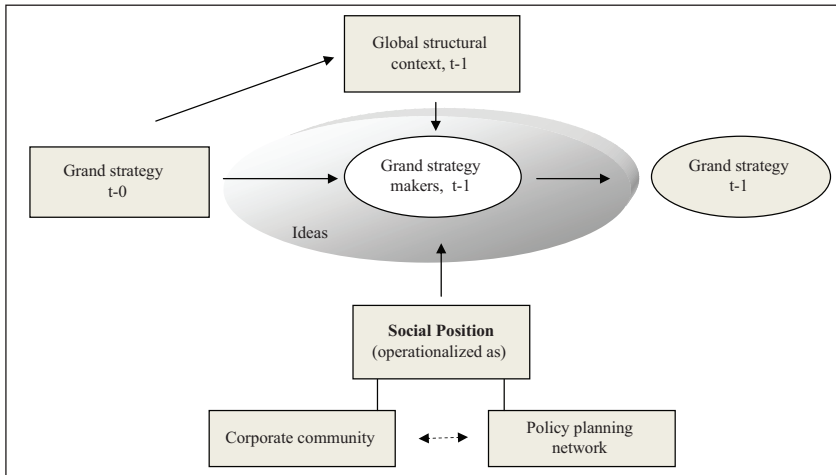 Global structural
context, t-1
Grand strategy
t-0
Grand strategy
makers, t-1
Grand strategy
t-1
Ideas
Social Position
(operationalized as)
Corporate community
Policy planning
network